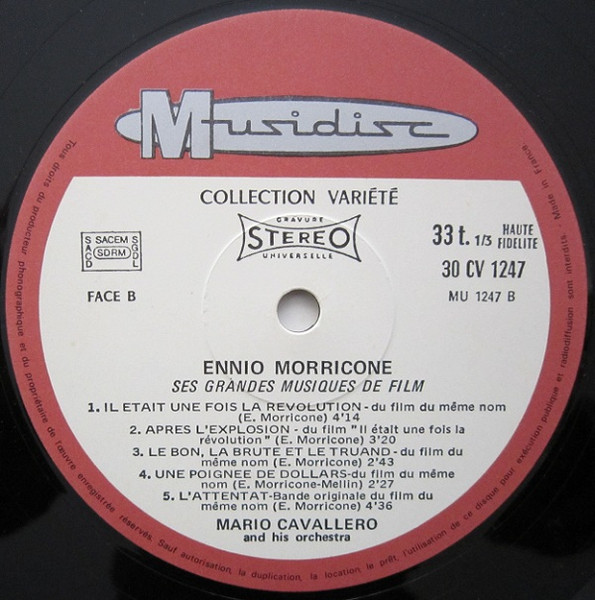 Musidisc
COLLECTION VARIÉTÉ
GRAVURE
STEREO
UNIVERSELLE
SACEM
SACD
SDRM
SGDL
33 t. 1/3 HAUTE FIDELITE
30 CV 1247
FACE B
MU 1247 B
ENNIO MORRICONE
SES GRANDES MUSIQUES DE FILM
1. IL ETAIT UNE FOIS LA REVOLUTION-du film du même nom
(E. Morricone) 4'14
2. APRES L'EXPLOSION - du film "Il était une fois la
révolution" (E. Morricone) 3'20
3. LE BON, LA BRUTE ET LE TRUAND - du film du
même nom (E. Morricone) 2'43
4. UNE POIGNEE DE DOLLARS-du film du même
nom (E. Morricone-Mellin) 2'27
5. L'ATTENTAT-Bande originale du film du
même nom (E. Morricone) 4'36
MARIO CAVALLERO
and his orchestra
Tous droits du producteur phonographique et du propriétaire de l'œuvre enregistrée réservés. Sauf autorisation, la duplication, la location, le prêt, l'utilisation de ce disque pour exécution publique et radiodiffusion sont interdits - Made in France.